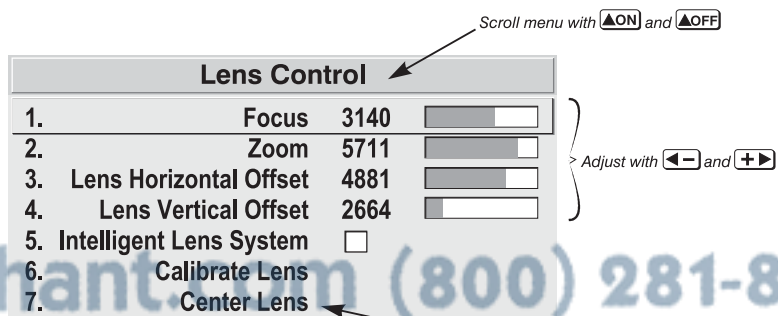 Scroll menu with ▲ON and ▲OFF
Lens Control
1. Focus 3140
2. Zoom 5711
3. Lens Horizontal Offset 4881
4. Lens Vertical Offset 2664
Adjust with ◀− and +▶
5. Intelligent Lens System
6. Calibrate Lens
7. Center Lens
hant.com (800) 281-8